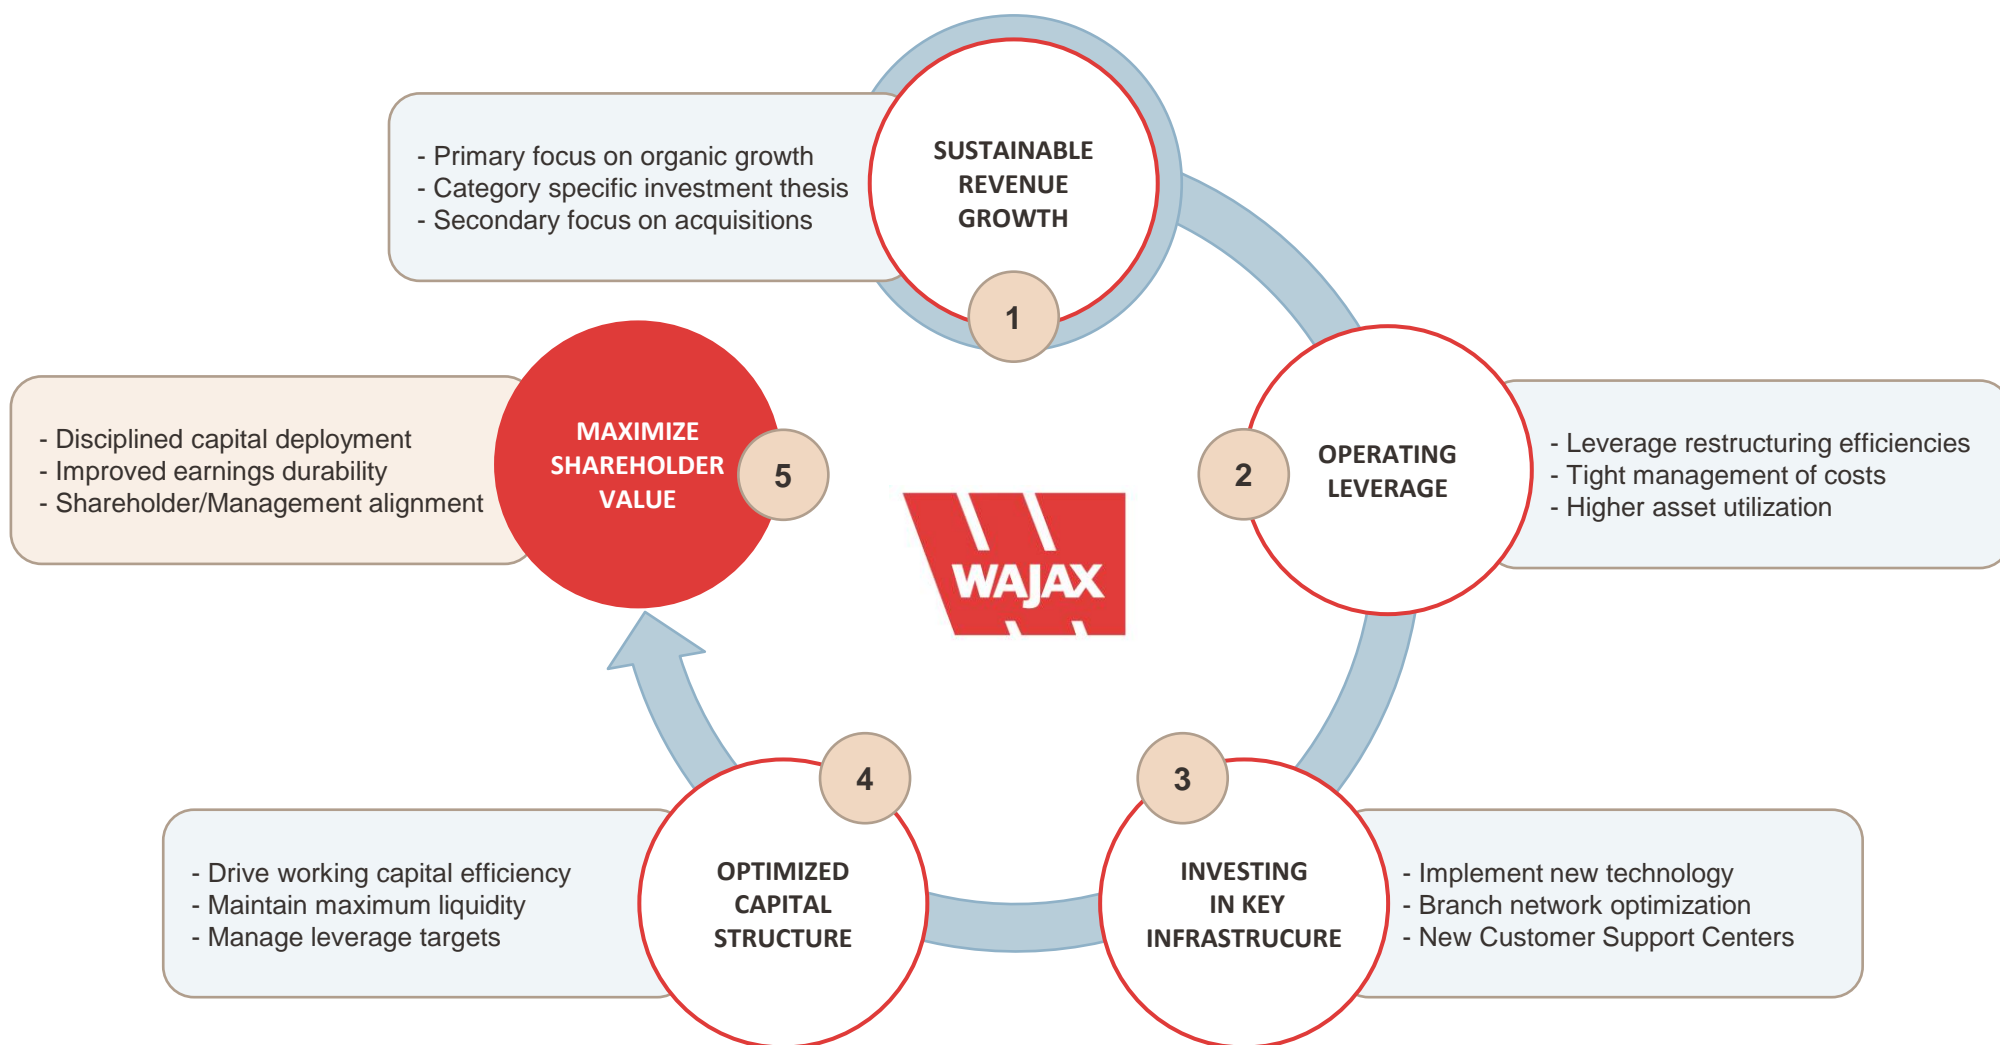 - Primary focus on organic growth
- Category specific investment thesis
- Secondary focus on acquisitions
SUSTAINABLE
REVENUE
GROWTH
1
OPERATING
LEVERAGE
2
- Leverage restructuring efficiencies
- Tight management of costs
- Higher asset utilization
INVESTING
IN KEY
INFRASTRUCURE
3
- Implement new technology
- Branch network optimization
- New Customer Support Centers
OPTIMIZED
CAPITAL
STRUCTURE
4
- Drive working capital efficiency
- Maintain maximum liquidity
- Manage leverage targets
MAXIMIZE
SHAREHOLDER
VALUE
5
- Disciplined capital deployment
- Improved earnings durability
- Shareholder/Management alignment
WAJAX